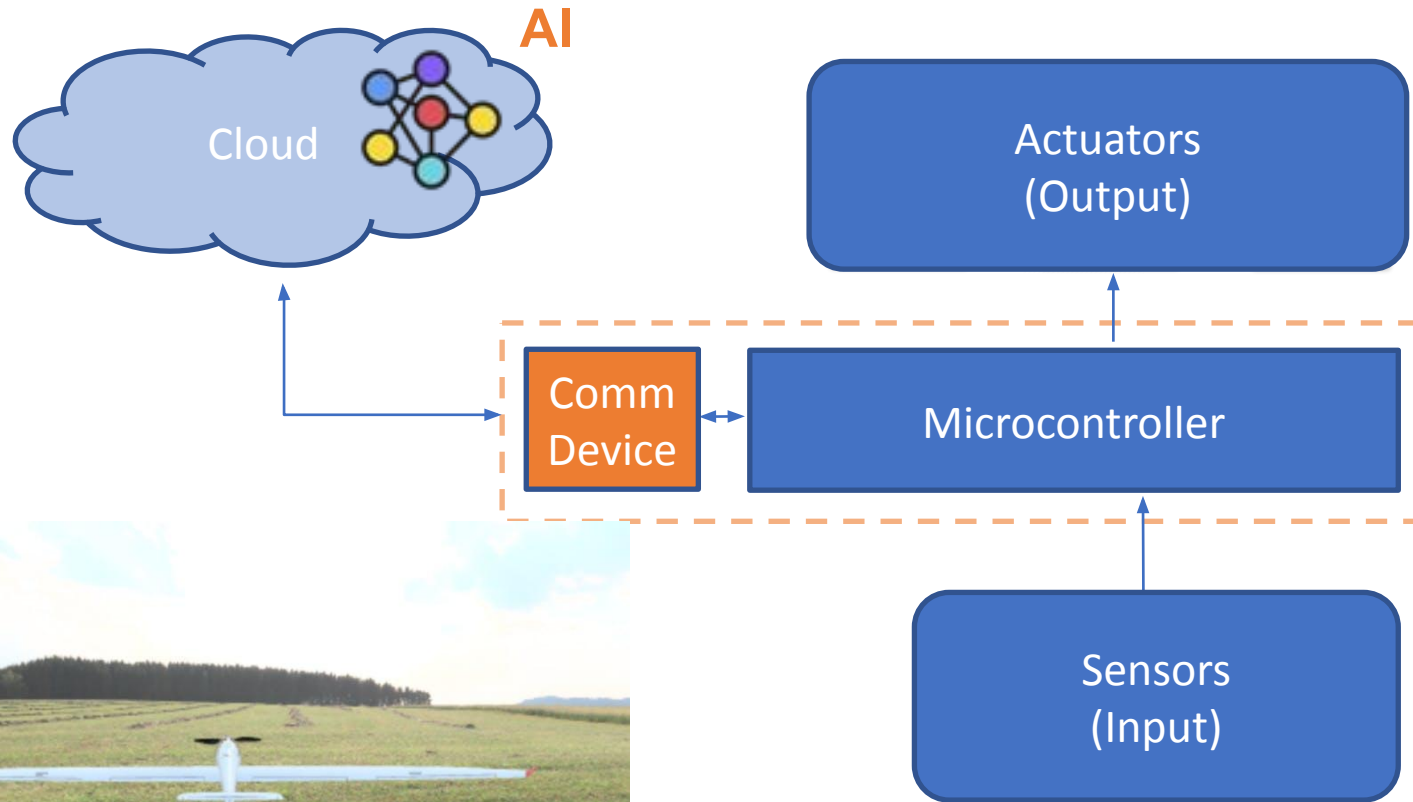 AI
Cloud
Actuators
(Output)
Comm
Device
Microcontroller
Sensors
(Input)